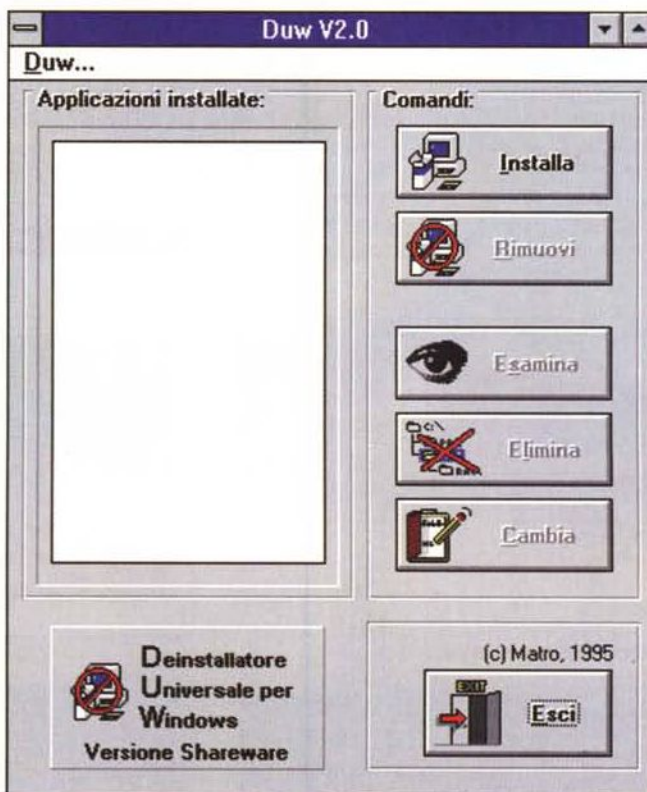 Duw V2.0
Duw...
Applicazioni installate:
Comandi:
Installa
Rimuovi
Esamina
C:\
Elimina
Cambia
Deinstallatore
Universale per
Windows
Versione Shareware
(c) Matro, 1995
EXIT
Esci